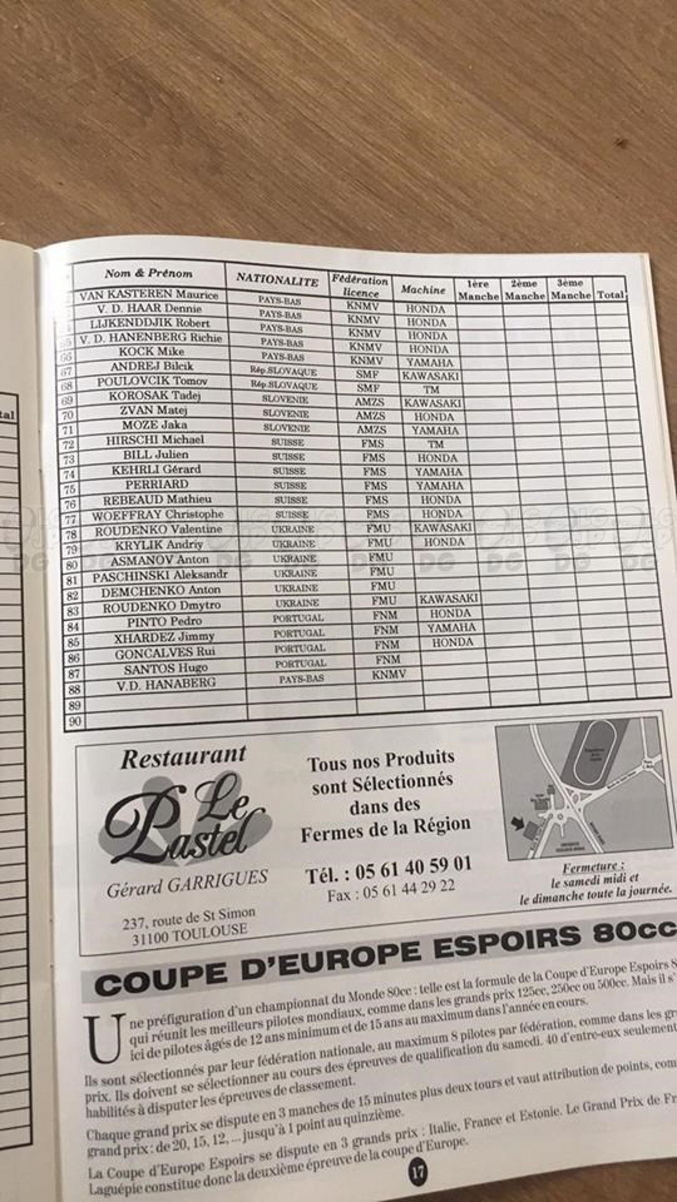 tal
Nom & Prénom NATIONALITE Fédération licence Machine 1ère Manche 2ème Manche 3ème Manche Total
VAN KASTEREN Maurice PAYS-BAS KNMV HONDA
V. D. HAAR Dennie PAYS-BAS KNMV HONDA
LIJKENDDJIK Robert PAYS-BAS KNMV HONDA
65 V. D. HANENBERG Richie PAYS-BAS KNMV HONDA
66 KOCK Mike PAYS-BAS KNMV YAMAHA
67 ANDREJ Bilcik Rép.SLOVAQUE SMF KAWASAKI
68 POULOVCIK Tomov Rép.SLOVAQUE SMF TM
69 KOROSAK Tadej SLOVENIE AMZS KAWASAKI
70 ZVAN Matej SLOVENIE AMZS HONDA
71 MOZE Jaka SLOVENIE AMZS YAMAHA
72 HIRSCHI Michael SUISSE FMS TM
73 BILL Julien SUISSE FMS HONDA
74 KEHRLI Gérard SUISSE FMS YAMAHA
75 PERRIARD SUISSE FMS YAMAHA
76 REBEAUD Mathieu SUISSE FMS HONDA
77 WOEFFRAY Christophe SUISSE FMS HONDA
78 ROUDENKO Valentine UKRAINE FMU KAWASAKI
79 KRYLIK Andriy UKRAINE FMU HONDA
80 ASMANOV Anton UKRAINE FMU
81 PASCHINSKI Aleksandr UKRAINE FMU
82 DEMCHENKO Anton UKRAINE FMU
83 ROUDENKO Dmytro UKRAINE FMU KAWASAKI
84 PINTO Pedro PORTUGAL FNM HONDA
85 XHARDEZ Jimmy PORTUGAL FNM YAMAHA
86 GONCALVES Rui PORTUGAL FNM HONDA
87 SANTOS Hugo PORTUGAL FNM
88 V.D. HANABERG PAYS-BAS KNMV
89
90
Restaurant
Le
Pastel
Gérard GARRIGUES
237, route de St Simon
31100 TOULOUSE
Tous nos Produits
sont Sélectionnés
dans des
Fermes de la Région
Tél. : 05 61 40 59 01
Fax : 05 61 44 29 22
Fermeture :
le samedi midi et
le dimanche toute la journée.
COUPE D'EUROPE ESPOIRS 80cc
Une préfiguration d'un championnat du Monde 80cc : telle est la formule de la Coupe d'Europe Espoirs 8
qui réunit les meilleurs pilotes mondiaux, comme dans les grands prix 125cc, 250cc ou 500cc. Mais il s'
ici de pilotes âgés de 12 ans minimum et de 15 ans au maximum dans l'année en cours.
Ils sont sélectionnés par leur fédération nationale, au maximum 8 pilotes par fédération, comme dans les gr
prix. Ils doivent se sélectionner au cours des épreuves de qualification du samedi. 40 d'entre-eux seulement
habilités à disputer les épreuves de classement.
Chaque grand prix se dispute en 3 manches de 15 minutes plus deux tours et vaut attribution de points, com
grand prix : de 20, 15, 12, ... jusqu'à 1 point au quinzième.
La Coupe d'Europe Espoirs se dispute en 3 grands prix : Italie, France et Estonie. Le Grand Prix de Fr
Laguépie constitue donc la deuxième épreuve de la coupe d'Europe.
17